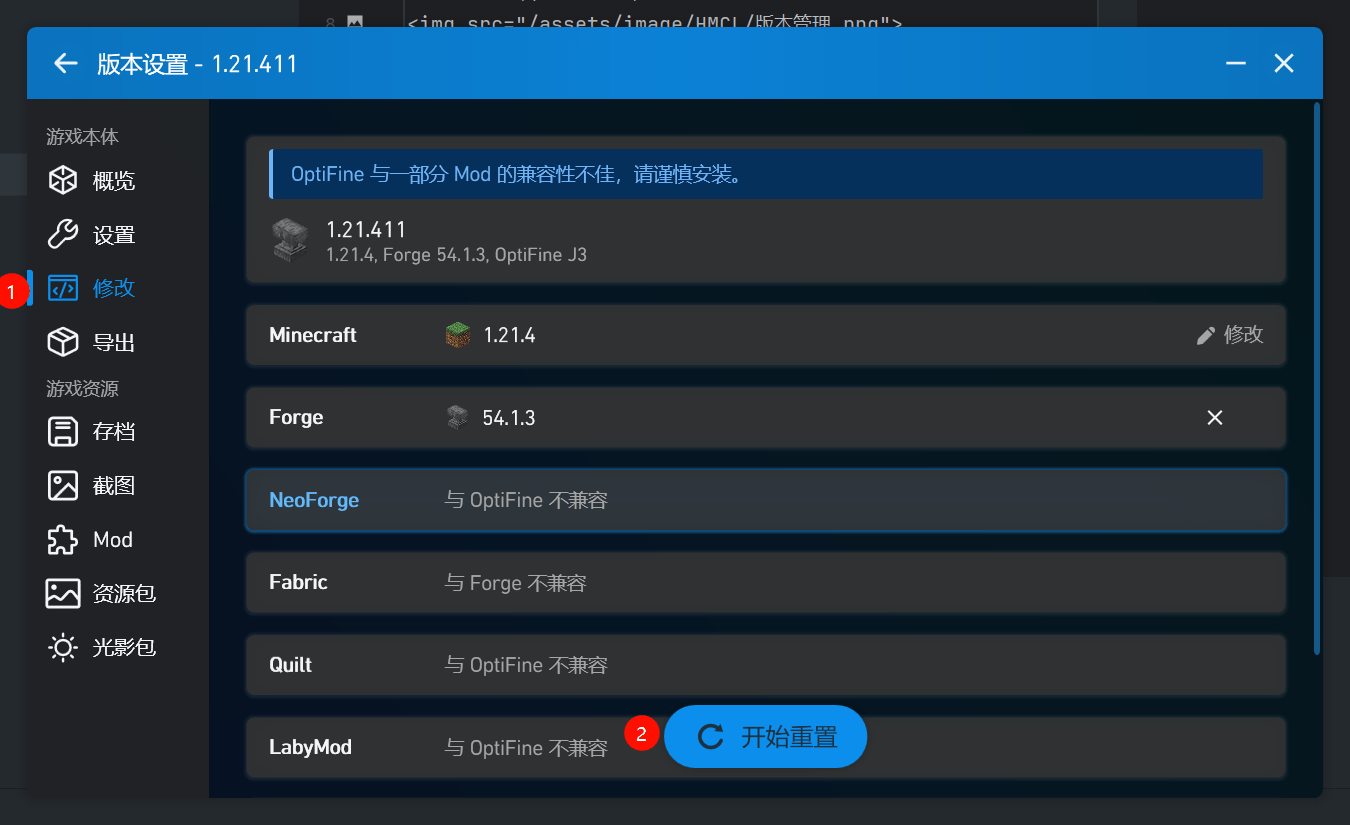 8 <img src="/assets/image/HMCL/版本管理.png">
版本设置 - 1.21.411
游戏本体
概览
设置
1
修改
导出
游戏资源
存档
截图
Mod
资源包
光影包
OptiFine 与一部分 Mod 的兼容性不佳，请谨慎安装。
1.21.411
1.21.4, Forge 54.1.3, OptiFine J3
Minecraft 1.21.4 修改
Forge 54.1.3
NeoForge 与 OptiFine 不兼容
Fabric 与 Forge 不兼容
Quilt 与 OptiFine 不兼容
LabyMod 与 OptiFine 不兼容
2 开始重置